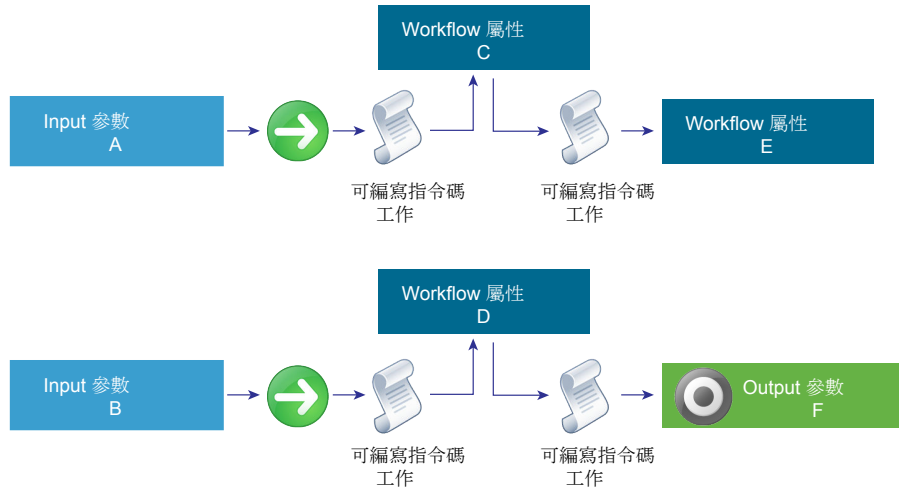 Workflow 屬性
C
Input 參數
A
Workflow 屬性
E
可編寫指令碼
工作
可編寫指令碼
工作
Workflow 屬性
D
Input 參數
B
Output 參數
F
可編寫指令碼
工作
可編寫指令碼
工作